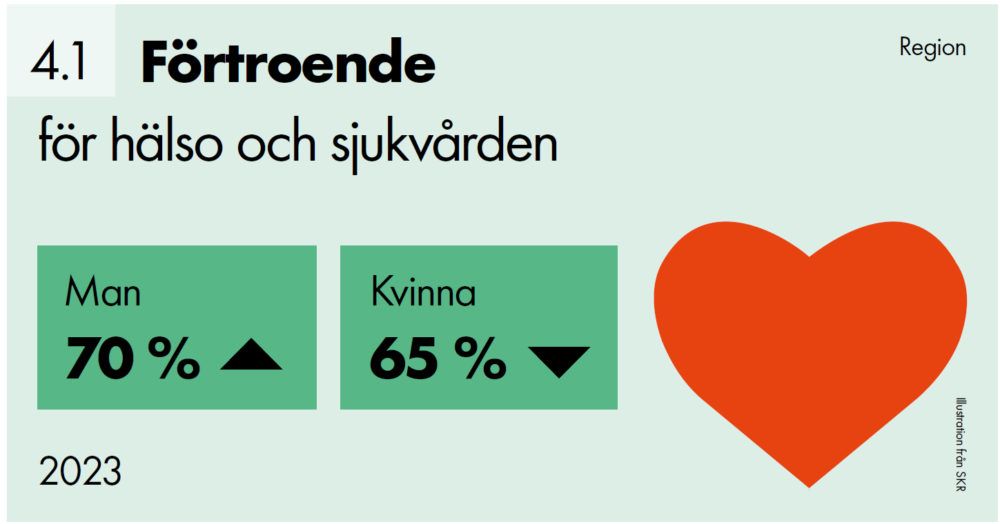 4.1 Förtroende
Region
för hälso och sjukvården
Man
70 %
Kvinna
65 %
2023
Illustration från SKR